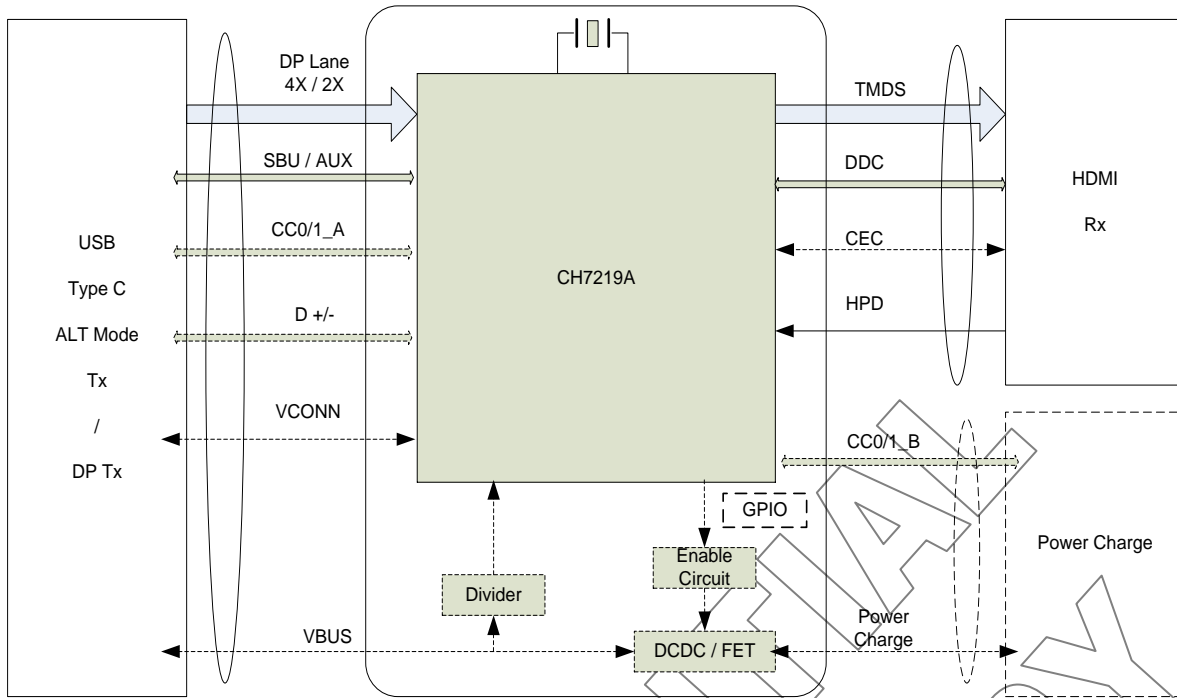 DP Lane
4X / 2X
SBU / AUX
CC0/1_A
D +/-
VCONN
VBUS
USB
Type C
ALT Mode
Tx
/
DP Tx
CH7219A
TMDS
DDC
CEC
HPD
HDMI
Rx
CC0/1_B
GPIO
Enable
Circuit
Divider
DCDC / FET
Power
Charge
Power Charge